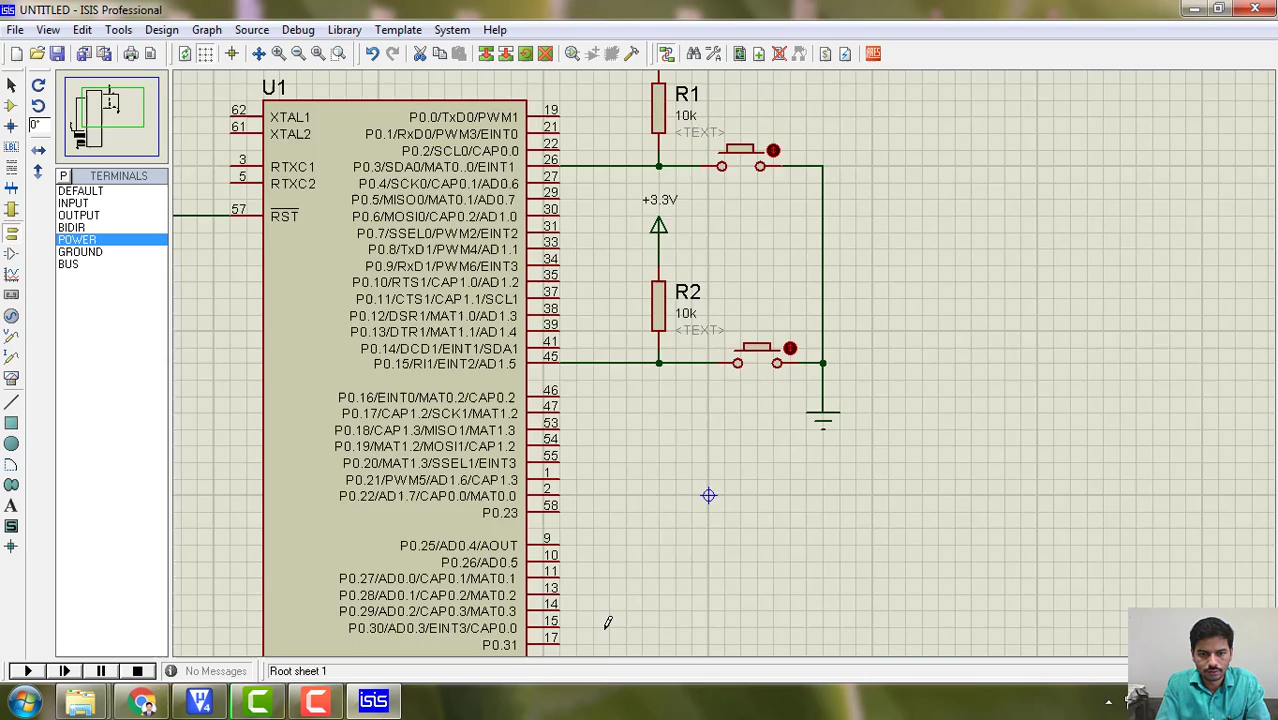 UNTITLED - ISIS Professional
File View Edit Tools Design Graph Source Debug Library Template System Help
ARES
LBL
0°
P TERMINALS
DEFAULT
INPUT
OUTPUT
POWER
BIDIR
GROUND
BUS
U1
62 XTAL1
61 XTAL2
3 RTXC1
5 RTXC2
57 RST
P0.0/TxD0/PWM1 19
P0.1/RxD0/PWM3/EINT0 21
P0.2/SCL0/CAP0.0 22
P0.3/SDA0/MAT0.0/EINT1 26
P0.4/SCK0/CAP0.1/AD0.6 27
P0.5/MISO0/MAT0.1/AD0.7 29
P0.6/MOSI0/CAP0.2/AD1.0 30
P0.7/SSEL0/PWM2/EINT2 31
P0.8/TxD1/PWM4/AD1.1 33
P0.9/RxD1/PWM6/EINT3 34
P0.10/RTS1/CAP1.0/AD1.2 35
P0.11/CTS1/CAP1.1/SCL1 37
P0.12/DSR1/MAT1.0/AD1.3 38
P0.13/DTR1/MAT1.1/AD1.4 39
P0.14/DCD1/EINT1/SDA1 41
P0.15/RI1/EINT2/AD1.5 45
P0.16/EINT0/MAT0.2/CAP0.2 46
P0.17/CAP1.2/SCK1/MAT1.2 47
P0.18/CAP1.3/MISO1/MAT1.3 53
P0.19/MAT1.2/MOSI1/CAP1.2 54
P0.20/MAT1.3/SSEL1/EINT3 55
P0.21/PWM5/AD1.6/CAP1.3 1
P0.22/AD1.7/CAP0.0/MAT0.0 2
P0.23 58
P0.25/AD0.4/AOUT 9
P0.26/AD0.5 10
P0.27/AD0.0/CAP0.1/MAT0.1 11
P0.28/AD0.1/CAP0.2/MAT0.2 13
P0.29/AD0.2/CAP0.3/MAT0.3 14
P0.30/AD0.3/EINT3/CAP0.0 15
P0.31 17
R1
10k
<TEXT>
+3.3V
R2
10k
<TEXT>
No Messages Root sheet 1
isis